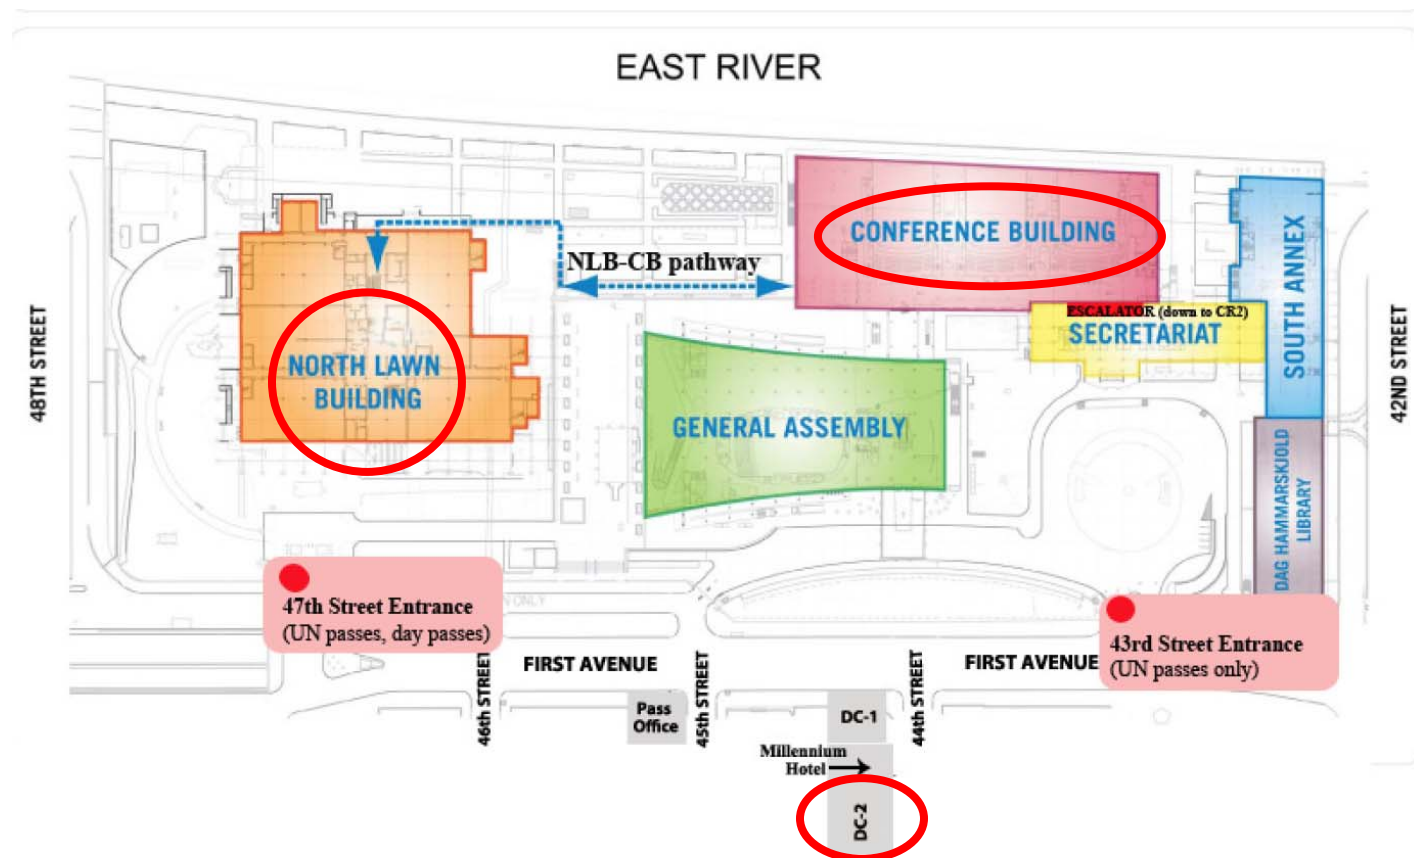 EAST RIVER
CONFERENCE BUILDING
NLB-CB pathway
ESCALATOR (down to CR2)
SECRETARIAT
SOUTH ANNEX
48TH STREET
42ND STREET
NORTH LAWN
BUILDING
GENERAL ASSEMBLY
DAG HAMMARSKJOLD
LIBRARY
47th Street Entrance
(UN passes, day passes)
N ONLY
43rd Street Entrance
(UN passes only)
FIRST AVENUE
FIRST AVENUE
46th STREET
Pass
Office
45th STREET
DC-1
44th STREET
Millennium
Hotel
DC-2